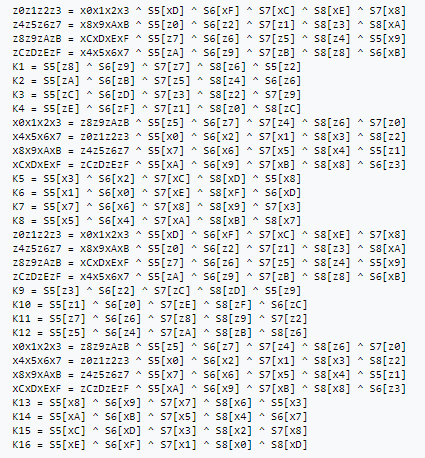 z0z1z2z3 = x0x1x2x3 ^ S5[xD] ^ S6[xF] ^ S7[xC] ^ S8[xE] ^ S7[x8]
z4z5z6z7 = x8x9xAxB ^ S5[z0] ^ S6[z2] ^ S7[z1] ^ S8[z3] ^ S8[xA]
z8z9zAzB = xCxDxExF ^ S5[z7] ^ S6[z6] ^ S7[z5] ^ S8[z4] ^ S5[x9]
zCzDzEzF = x4x5x6x7 ^ S5[zA] ^ S6[z9] ^ S7[zB] ^ S8[z8] ^ S6[xB]
K1 = S5[z8] ^ S6[z9] ^ S7[z7] ^ S8[z6] ^ S5[z2]
K2 = S5[zA] ^ S6[zB] ^ S7[z5] ^ S8[z4] ^ S6[z6]
K3 = S5[zC] ^ S6[zD] ^ S7[z3] ^ S8[z2] ^ S7[z9]
K4 = S5[zE] ^ S6[zF] ^ S7[z1] ^ S8[z0] ^ S8[zC]
x0x1x2x3 = z8z9zAzB ^ S5[z5] ^ S6[z7] ^ S7[z4] ^ S8[z6] ^ S7[z0]
x4x5x6x7 = z0z1z2z3 ^ S5[x0] ^ S6[x2] ^ S7[x1] ^ S8[x3] ^ S8[z2]
x8x9xAxB = z4z5z6z7 ^ S5[x7] ^ S6[x6] ^ S7[x5] ^ S8[x4] ^ S5[z1]
xCxDxExF = zCzDzEzF ^ S5[xA] ^ S6[x9] ^ S7[xB] ^ S8[x8] ^ S6[z3]
K5 = S5[x3] ^ S6[x2] ^ S7[xC] ^ S8[xD] ^ S5[x8]
K6 = S5[x1] ^ S6[x0] ^ S7[xE] ^ S8[xF] ^ S6[xD]
K7 = S5[x7] ^ S6[x6] ^ S7[x8] ^ S8[x9] ^ S7[x3]
K8 = S5[x5] ^ S6[x4] ^ S7[xA] ^ S8[xB] ^ S8[x7]
z0z1z2z3 = x0x1x2x3 ^ S5[xD] ^ S6[xF] ^ S7[xC] ^ S8[xE] ^ S7[x8]
z4z5z6z7 = x8x9xAxB ^ S5[z0] ^ S6[z2] ^ S7[z1] ^ S8[z3] ^ S8[xA]
z8z9zAzB = xCxDxExF ^ S5[z7] ^ S6[z6] ^ S7[z5] ^ S8[z4] ^ S5[x9]
zCzDzEzF = x4x5x6x7 ^ S5[zA] ^ S6[z9] ^ S7[zB] ^ S8[z8] ^ S6[xB]
K9 = S5[z3] ^ S6[z2] ^ S7[zC] ^ S8[zD] ^ S5[z9]
K10 = S5[z1] ^ S6[z0] ^ S7[zE] ^ S8[zF] ^ S6[zC]
K11 = S5[z7] ^ S6[z6] ^ S7[z8] ^ S8[z9] ^ S7[z2]
K12 = S5[z5] ^ S6[z4] ^ S7[zA] ^ S8[zB] ^ S8[z6]
x0x1x2x3 = z8z9zAzB ^ S5[z5] ^ S6[z7] ^ S7[z4] ^ S8[z6] ^ S7[z0]
x4x5x6x7 = z0z1z2z3 ^ S5[x0] ^ S6[x2] ^ S7[x1] ^ S8[x3] ^ S8[z2]
x8x9xAxB = z4z5z6z7 ^ S5[x7] ^ S6[x6] ^ S7[x5] ^ S8[x4] ^ S5[z1]
xCxDxExF = zCzDzEzF ^ S5[xA] ^ S6[x9] ^ S7[xB] ^ S8[x8] ^ S6[z3]
K13 = S5[x8] ^ S6[x9] ^ S7[x7] ^ S8[x6] ^ S5[x3]
K14 = S5[xA] ^ S6[xB] ^ S7[x5] ^ S8[x4] ^ S6[x7]
K15 = S5[xC] ^ S6[xD] ^ S7[x3] ^ S8[x2] ^ S7[x8]
K16 = S5[xE] ^ S6[xF] ^ S7[x1] ^ S8[x0] ^ S8[xD]